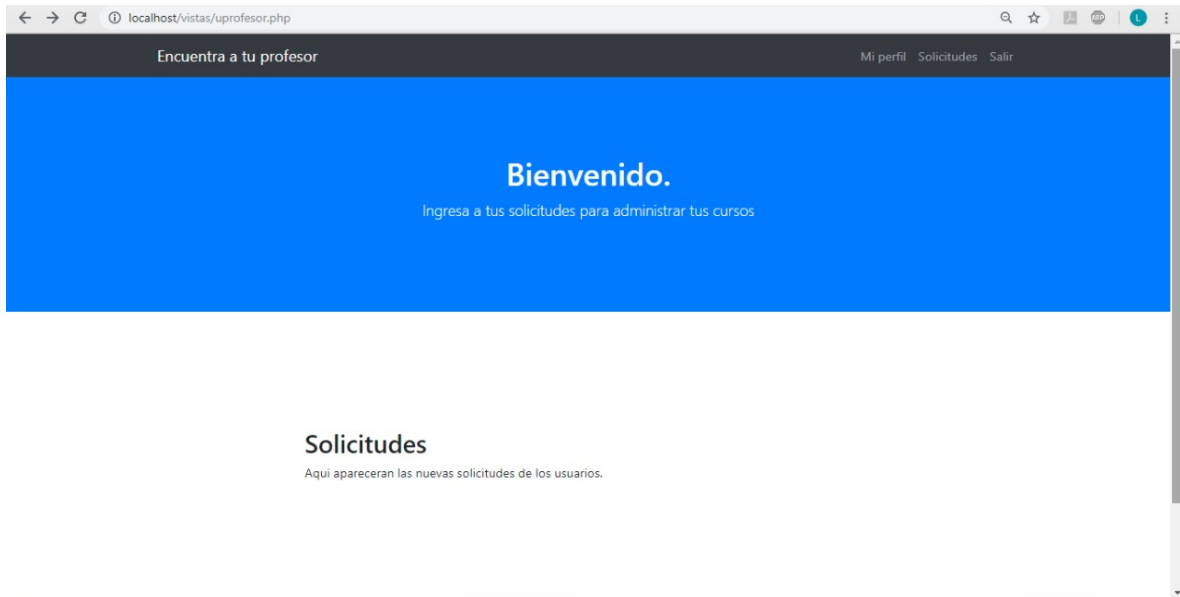 localhost/vistas/uprofesor.php
ABP
L
Encuentra a tu profesor
Mi perfil Solicitudes Salir
Bienvenido.
Ingresa a tus solicitudes para administrar tus cursos
Solicitudes
Aqui apareceran las nuevas solicitudes de los usuarios.